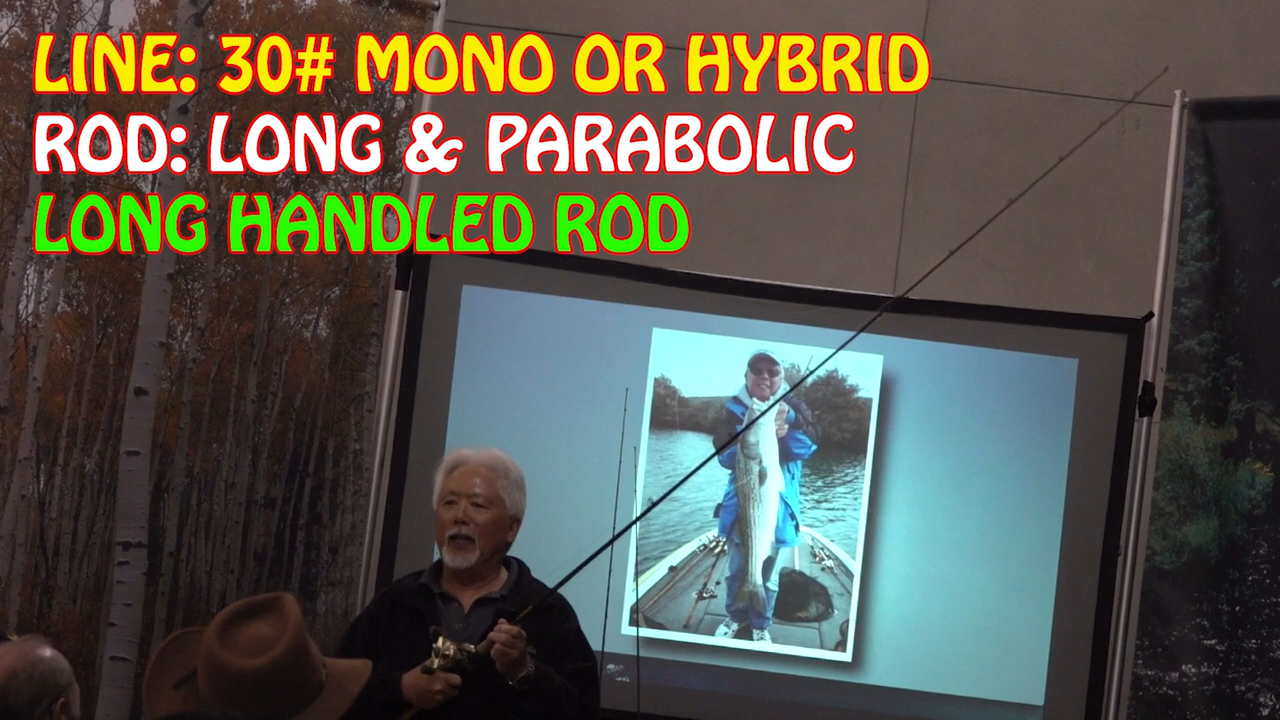 LINE: 30# MONO OR HYBRID
ROD: LONG & PARABOLIC
LONG HANDLED ROD